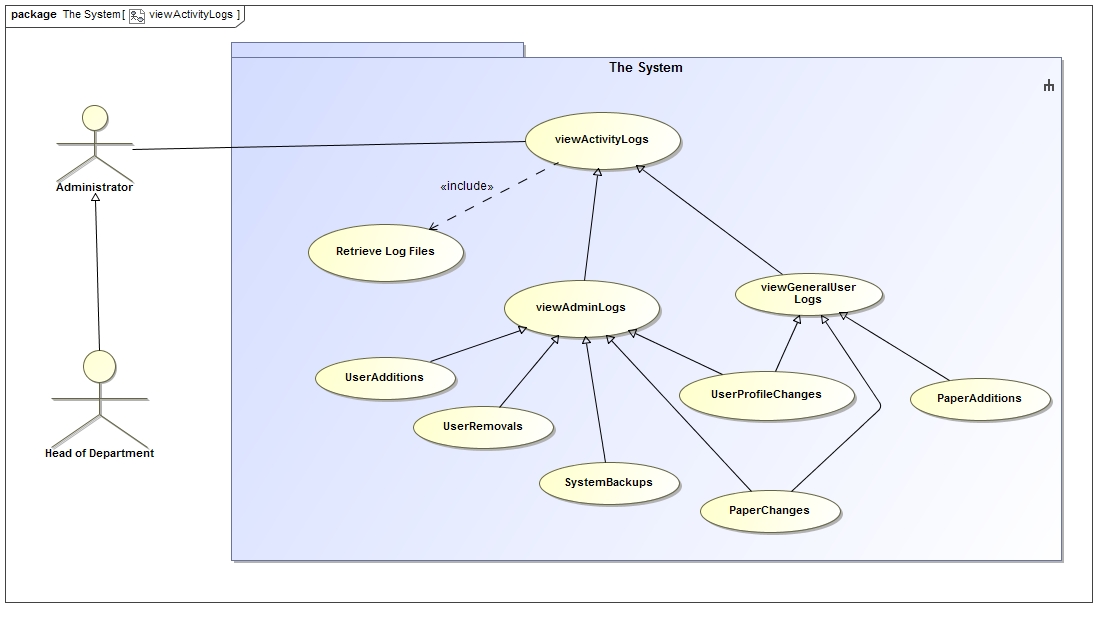 package The System[ viewActivityLogs ]
The System
viewActivityLogs
Administrator
«include»
Retrieve Log Files
viewAdminLogs
viewGeneralUser
Logs
UserAdditions
UserProfileChanges
PaperAdditions
UserRemovals
Head of Department
SystemBackups
PaperChanges